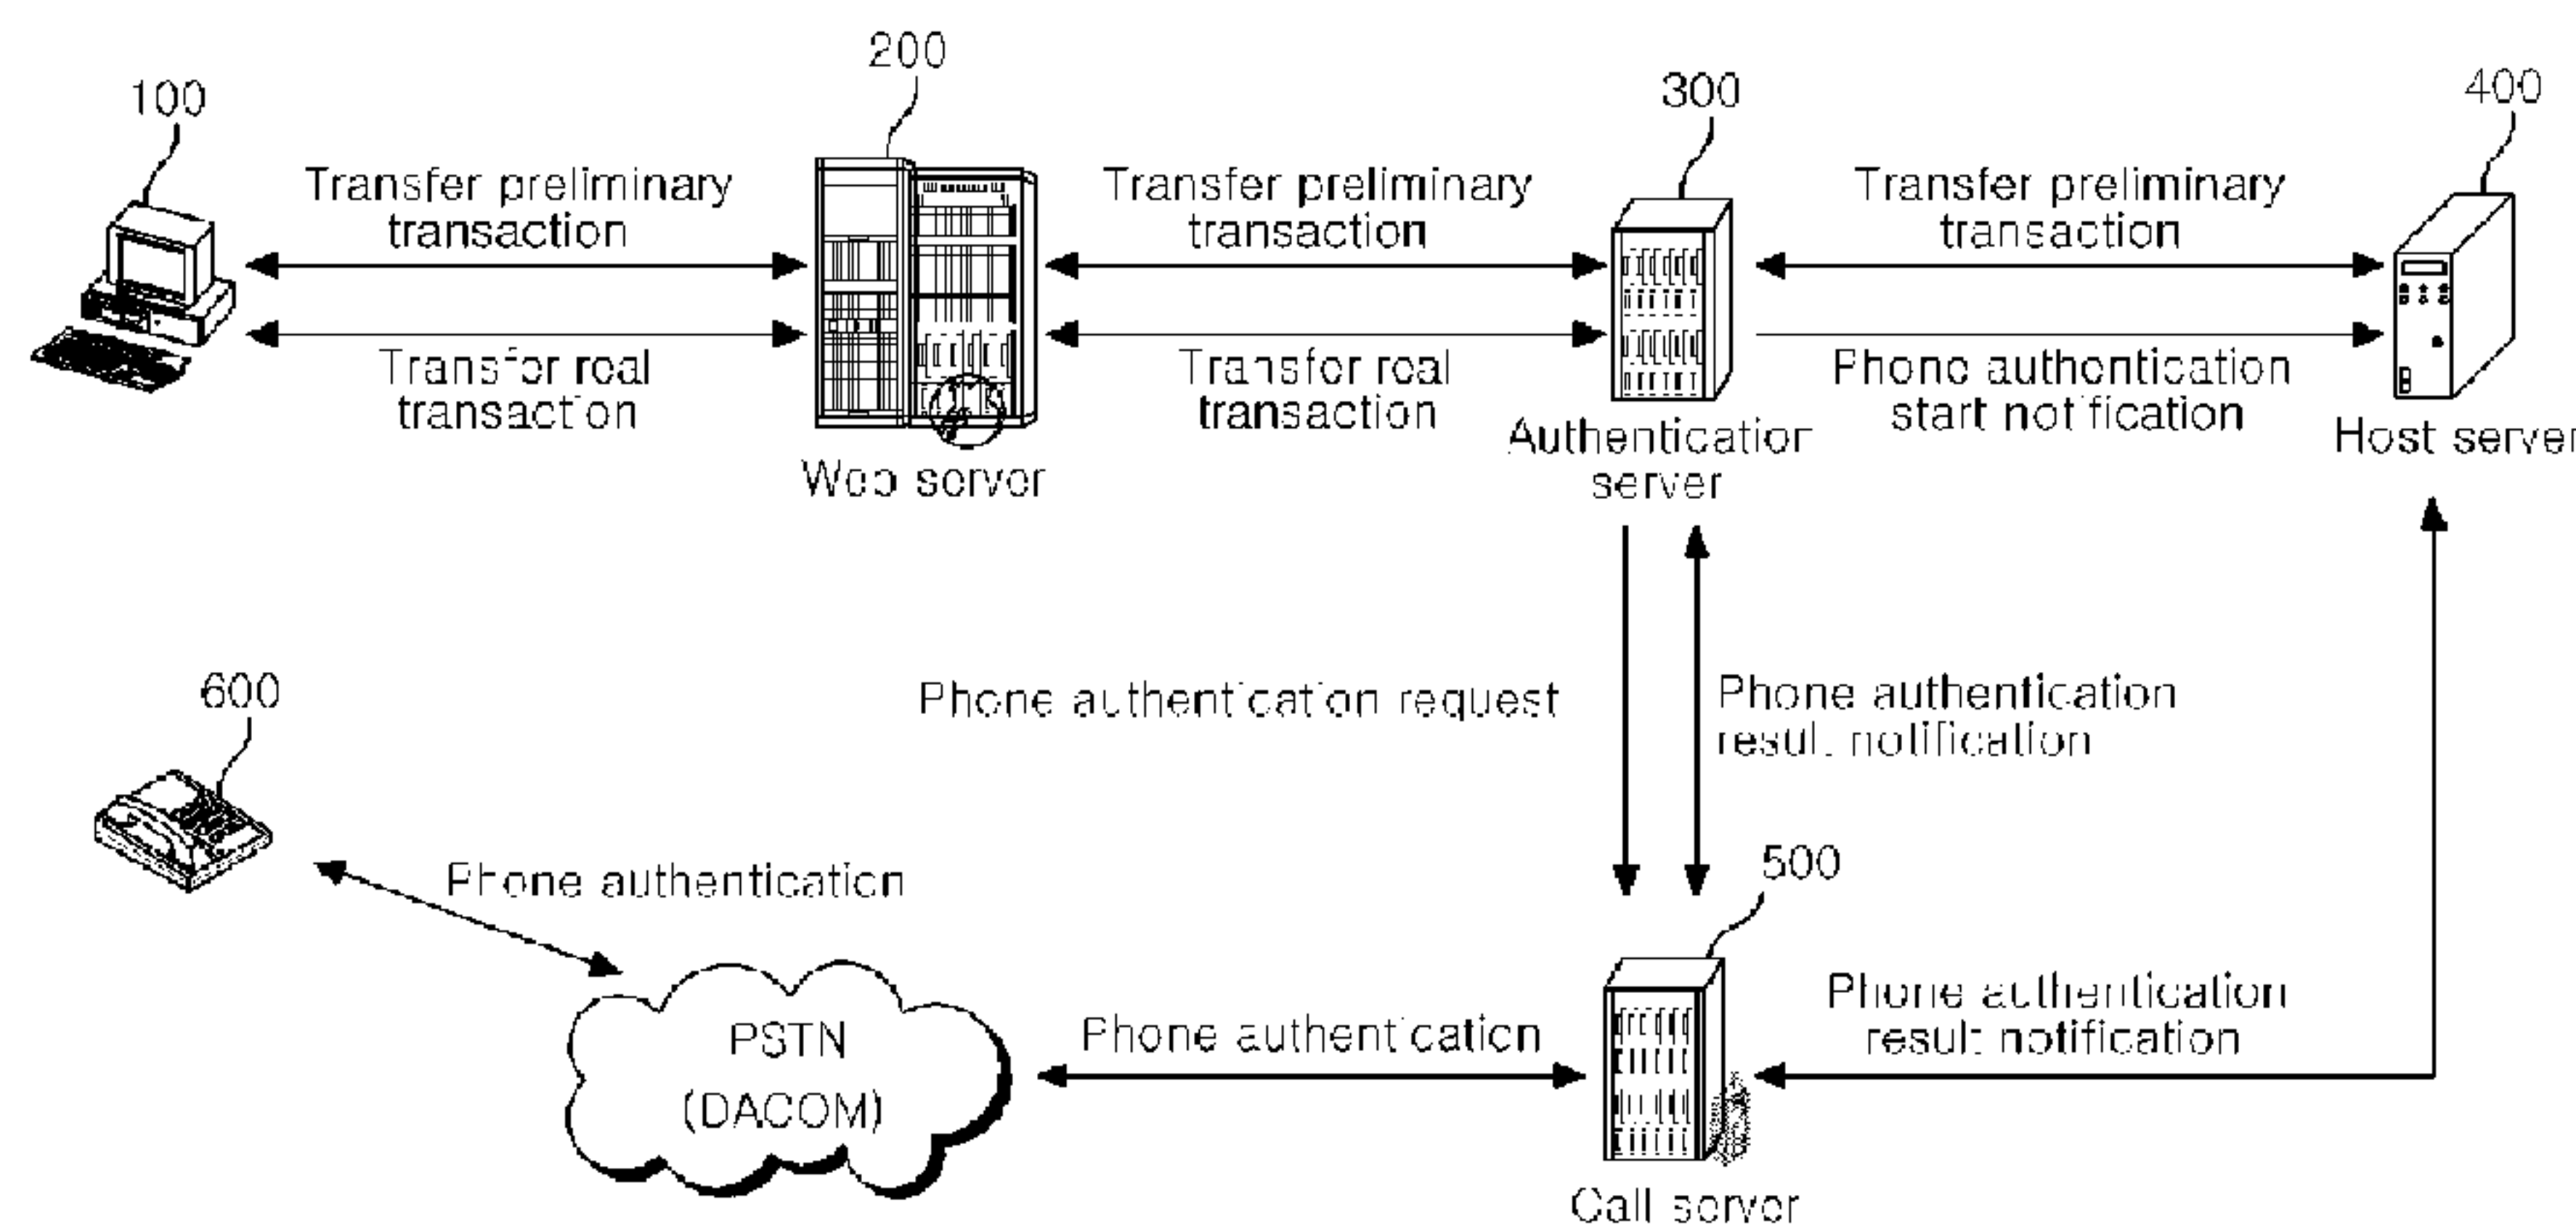 200
100
300
400
Transfer preliminary
transaction
Transfer preliminary
transaction
Transfer preliminary
transaction
Transfer real
transaction
Transfer real
transaction
Phone authentication
start notification
Web server
Authentication
server
Host server
600
Phone authentication request
Phone authentication
result notification
500
Phone authentication
PSTN
(DACOM)
Phone authentication
Phone authentication
result notification
Call server